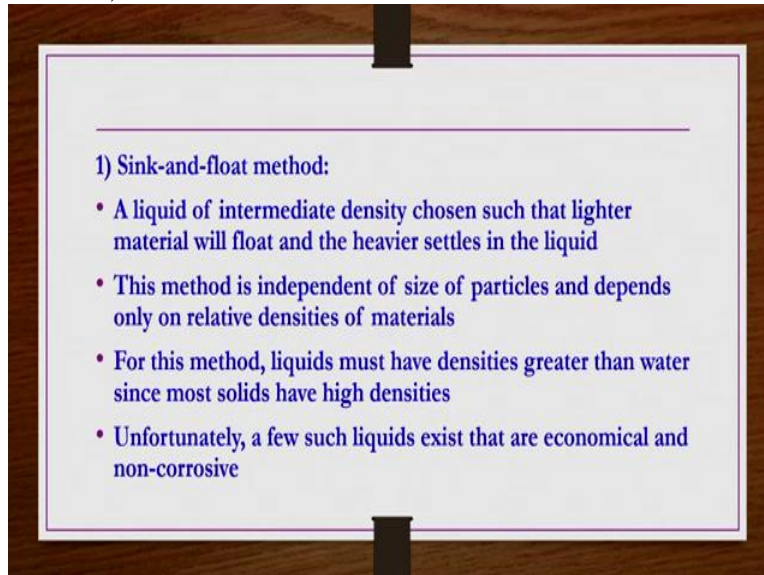 1) Sink-and-float method:
• A liquid of intermediate density chosen such that lighter
material will float and the heavier settles in the liquid
• This method is independent of size of particles and depends
only on relative densities of materials
• For this method, liquids must have densities greater than water
since most solids have high densities
• Unfortunately, a few such liquids exist that are economical and
non-corrosive